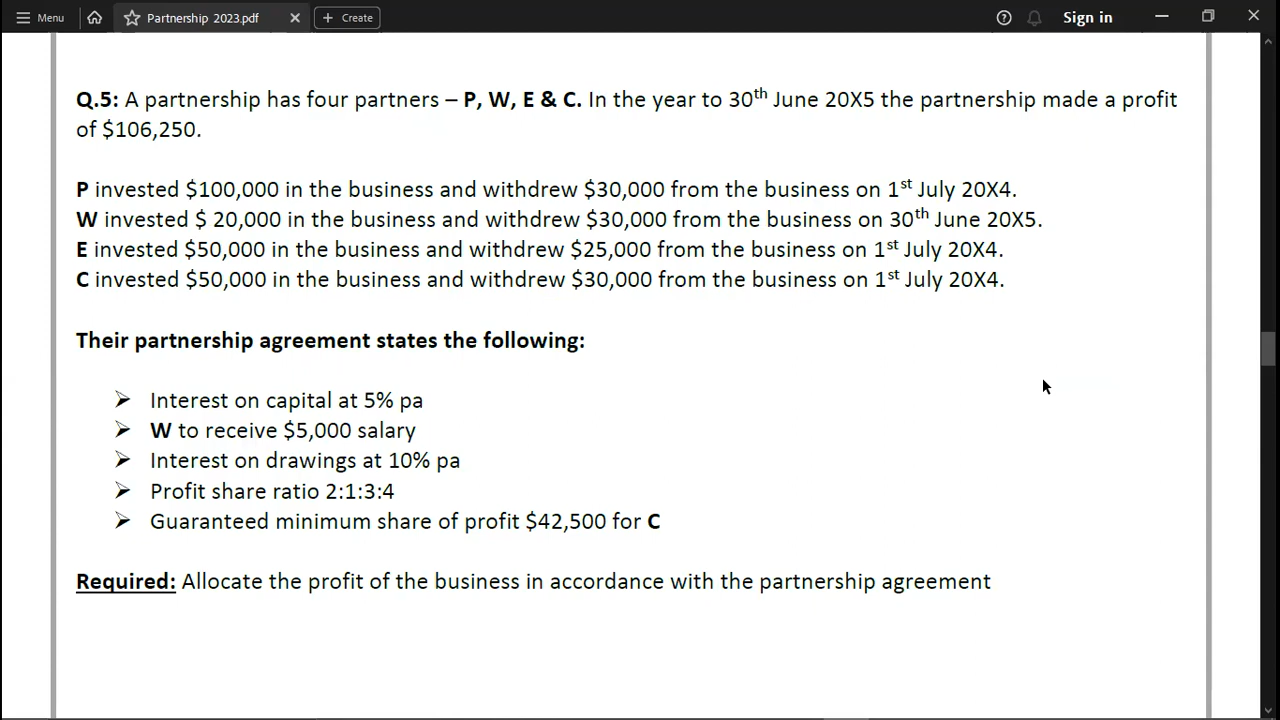 Menu
Partnership 2023.pdf
Create
Sign in
Q.5: A partnership has four partners – P, W, E & C. In the year to 30th June 20X5 the partnership made a profit
of $106,250.
P invested $100,000 in the business and withdrew $30,000 from the business on 1st July 20X4.
W invested $ 20,000 in the business and withdrew $30,000 from the business on 30th June 20X5.
E invested $50,000 in the business and withdrew $25,000 from the business on 1st July 20X4.
C invested $50,000 in the business and withdrew $30,000 from the business on 1st July 20X4.
Their partnership agreement states the following:
➢ Interest on capital at 5% pa
➢ W to receive $5,000 salary
➢ Interest on drawings at 10% pa
➢ Profit share ratio 2:1:3:4
➢ Guaranteed minimum share of profit $42,500 for C
Required: Allocate the profit of the business in accordance with the partnership agreement